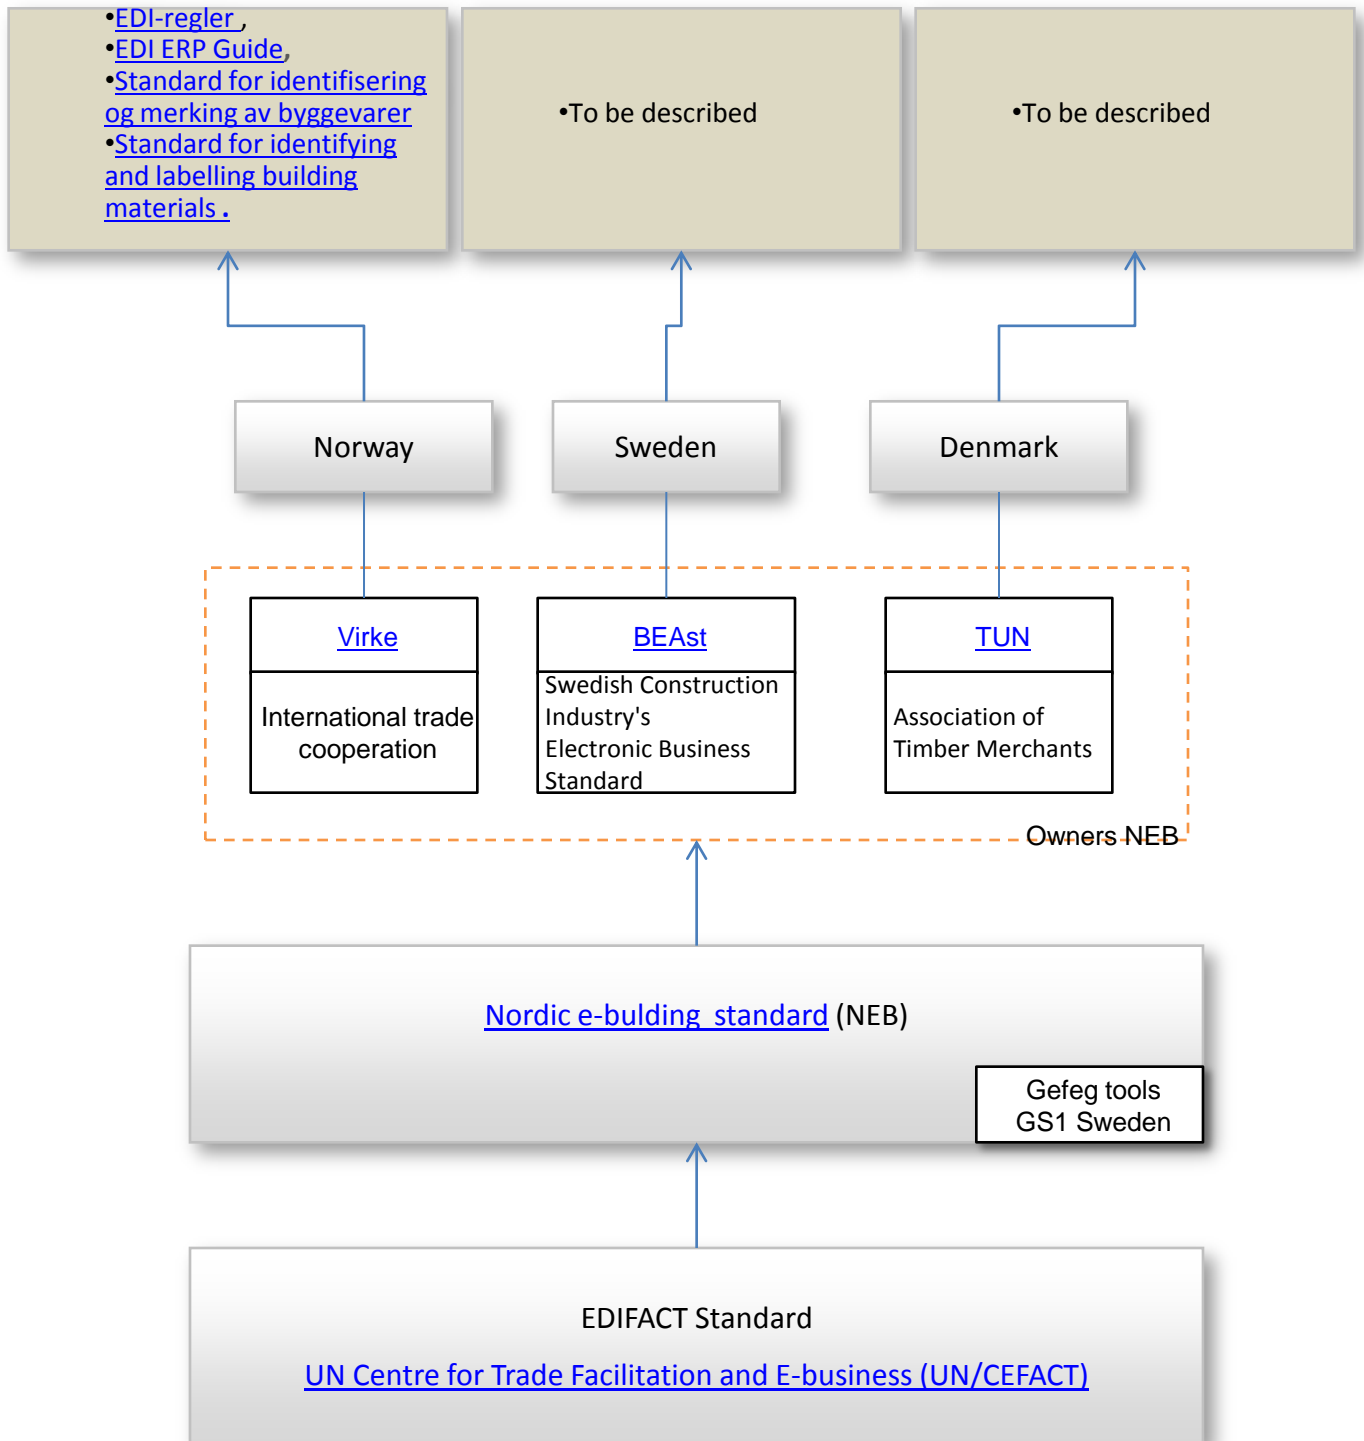 •EDI-regler ,
•EDI ERP Guide,
•Standard for identifisering
og merking av byggevarer
•Standard for identifying
and labelling building
materials .
•To be described
•To be described
Norway
Sweden
Denmark
Virke
International trade
cooperation
BEAst
Swedish Construction
Industry's
Electronic Business
Standard
TUN
Association of
Timber Merchants
Owners NEB
Nordic e-bulding standard (NEB)
Gefeg tools
GS1 Sweden
EDIFACT Standard
UN Centre for Trade Facilitation and E-business (UN/CEFACT)